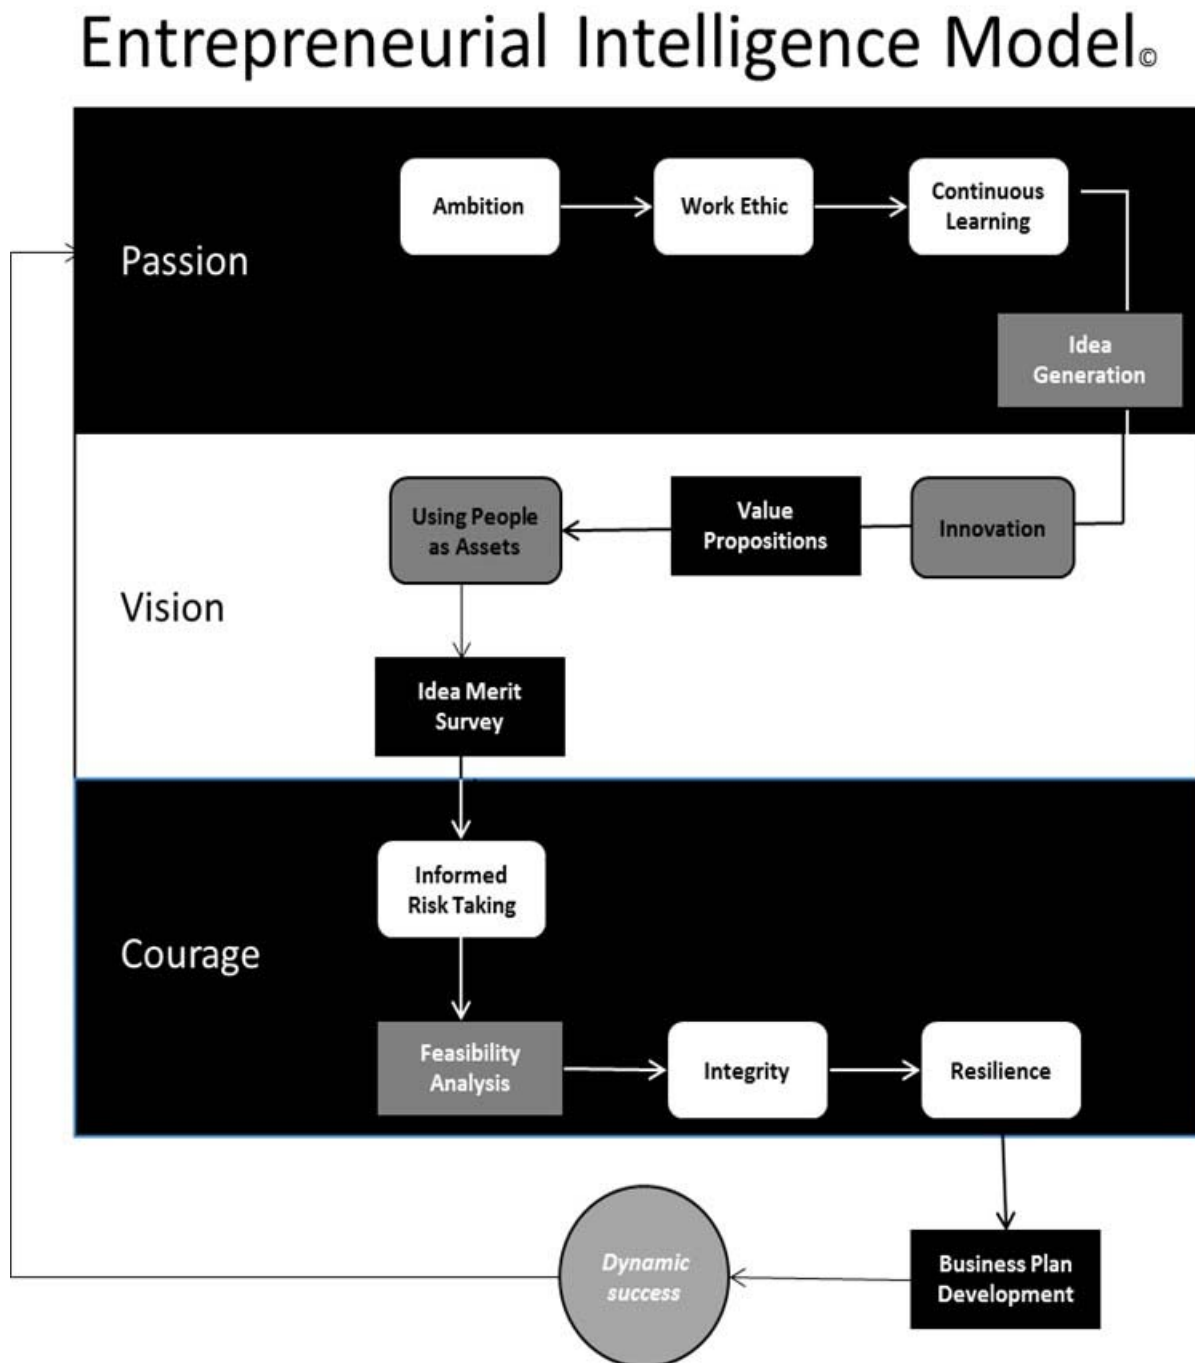 Entrepreneurial Intelligence Model©
Passion
Ambition
Work Ethic
Continuous
Learning
Idea
Generation
Vision
Innovation
Value
Propositions
Using People
as Assets
Idea Merit
Survey
Courage
Informed
Risk Taking
Feasibility
Analysis
Integrity
Resilience
Business Plan
Development
Dynamic
success